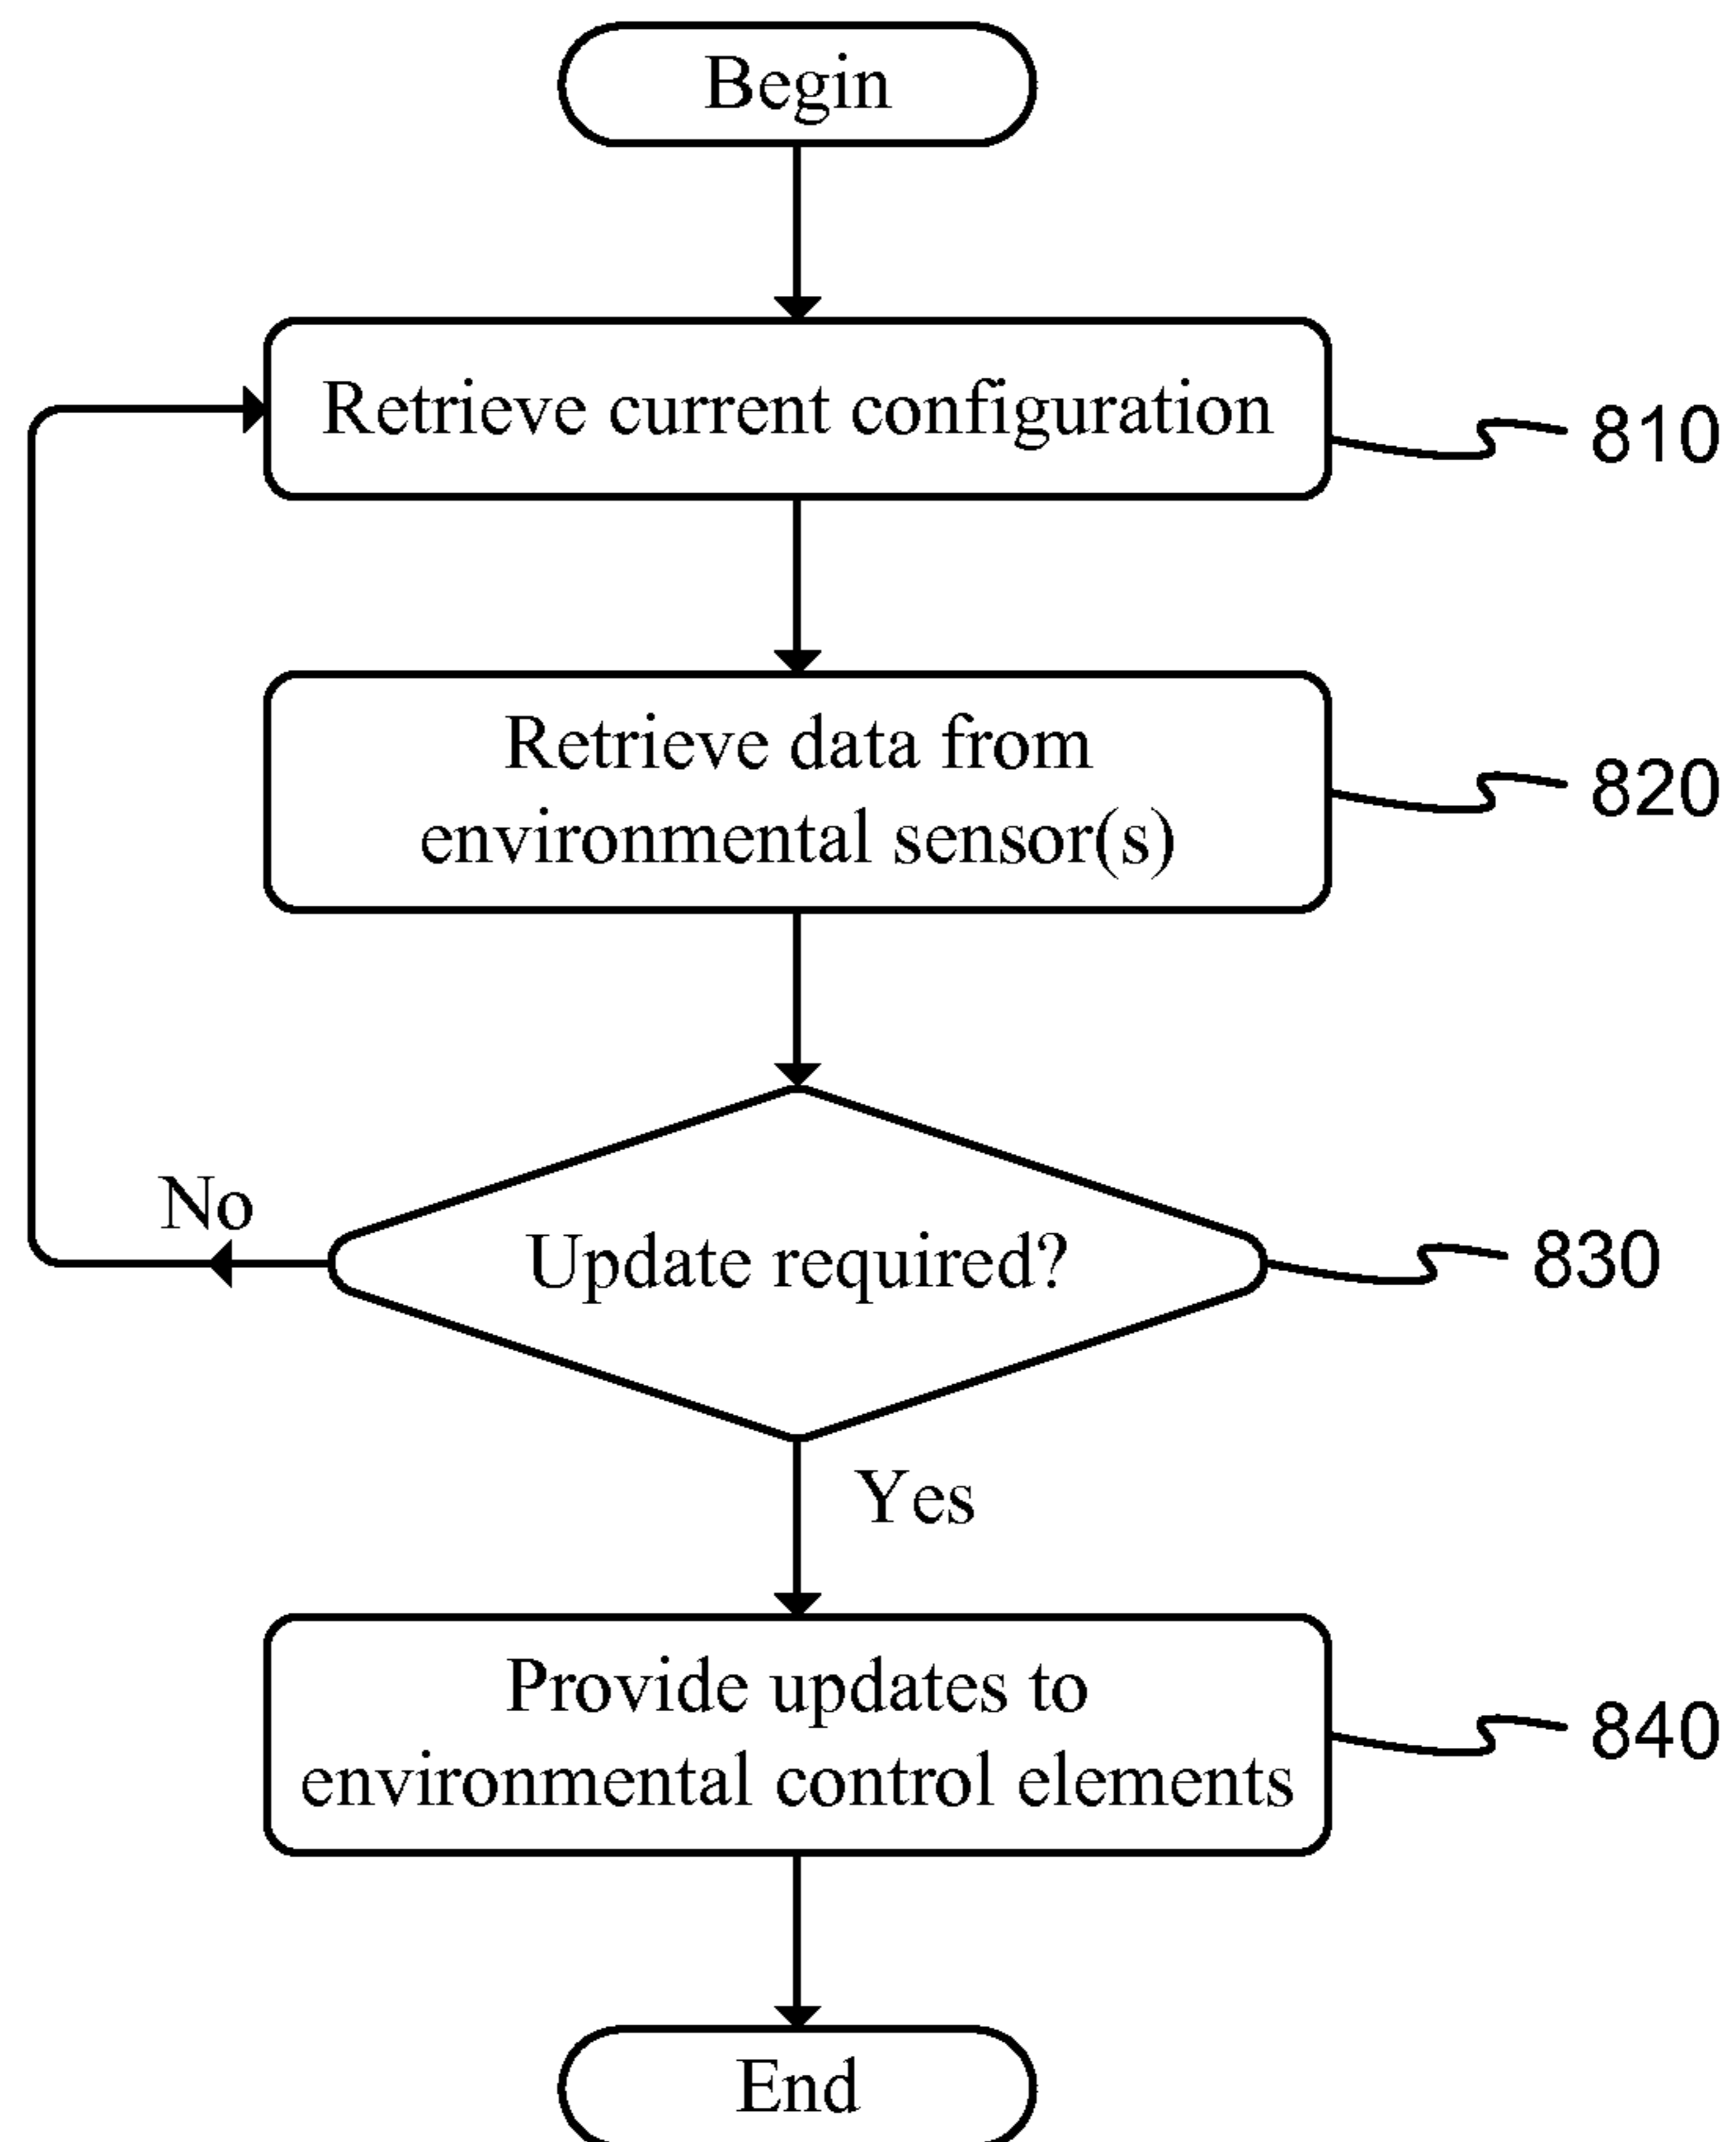 Begin
Retrieve current configuration
810
Retrieve data from
environmental sensor(s)
820
No
Update required?
830
Yes
Provide updates to
environmental control elements
840
End